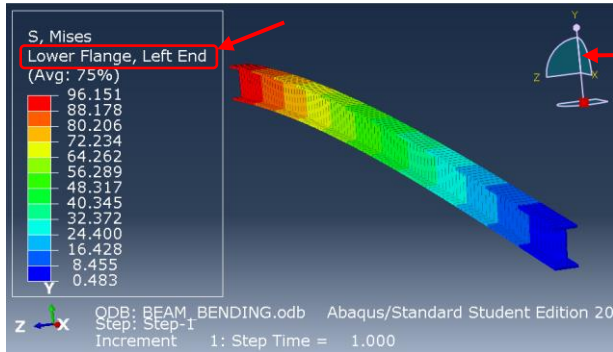 S, Mises
Lower Flange, Left End
(Avg: 75%)
96.151
88.178
80.206
72.234
64.262
56.289
48.317
40.345
32.372
24.400
16.428
8.455
0.483
Y
Z
X
Y
Z X
ODB: BEAM_BENDING.odb Abaqus/Standard Student Edition 20
Step: Step-1
Increment 1: Step Time = 1.000